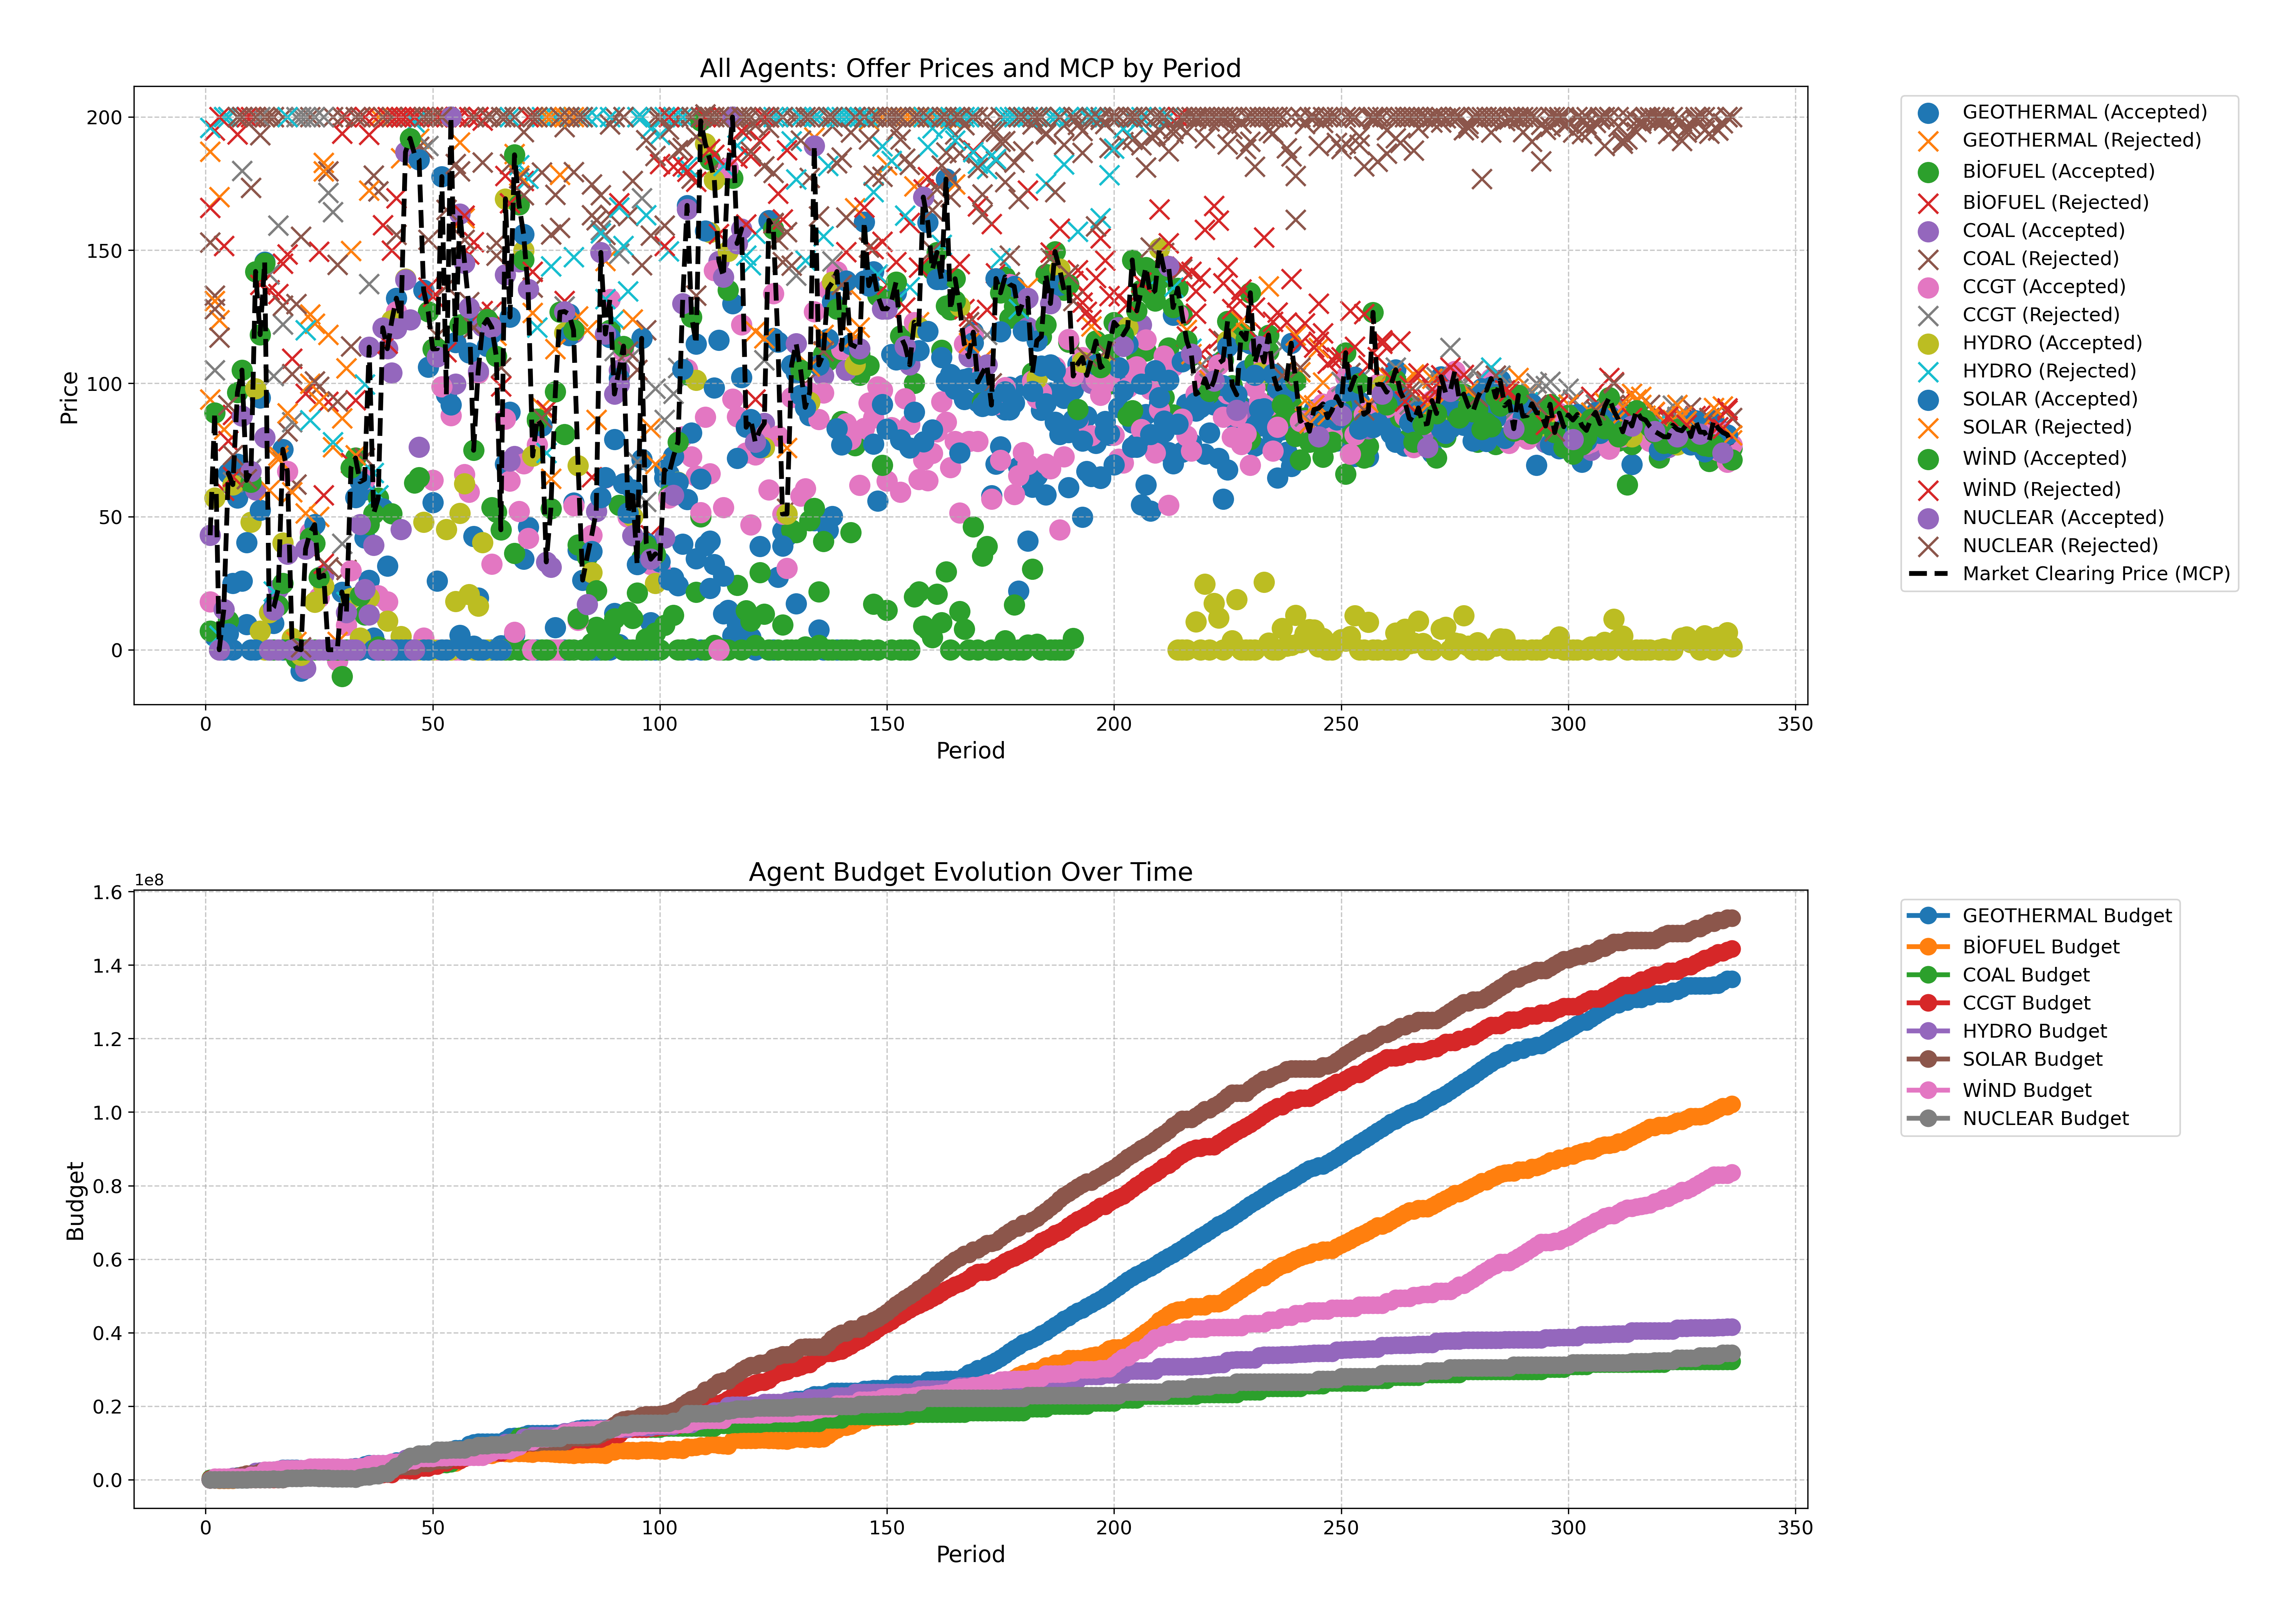 All Agents: Offer Prices and MCP by Period
Price
200
150
100
50
0
0
50
100
150
200
250
300
350
Period
GEOTHERMAL (Accepted)
GEOTHERMAL (Rejected)
BİOFUEL (Accepted)
BİOFUEL (Rejected)
COAL (Accepted)
COAL (Rejected)
CCGT (Accepted)
CCGT (Rejected)
HYDRO (Accepted)
HYDRO (Rejected)
SOLAR (Accepted)
SOLAR (Rejected)
WİND (Accepted)
WİND (Rejected)
NUCLEAR (Accepted)
NUCLEAR (Rejected)
Market Clearing Price (MCP)
Agent Budget Evolution Over Time
1e8
Budget
1.6
1.4
1.2
1.0
0.8
0.6
0.4
0.2
0.0
0
50
100
150
200
250
300
350
Period
GEOTHERMAL Budget
BİOFUEL Budget
COAL Budget
CCGT Budget
HYDRO Budget
SOLAR Budget
WİND Budget
NUCLEAR Budget